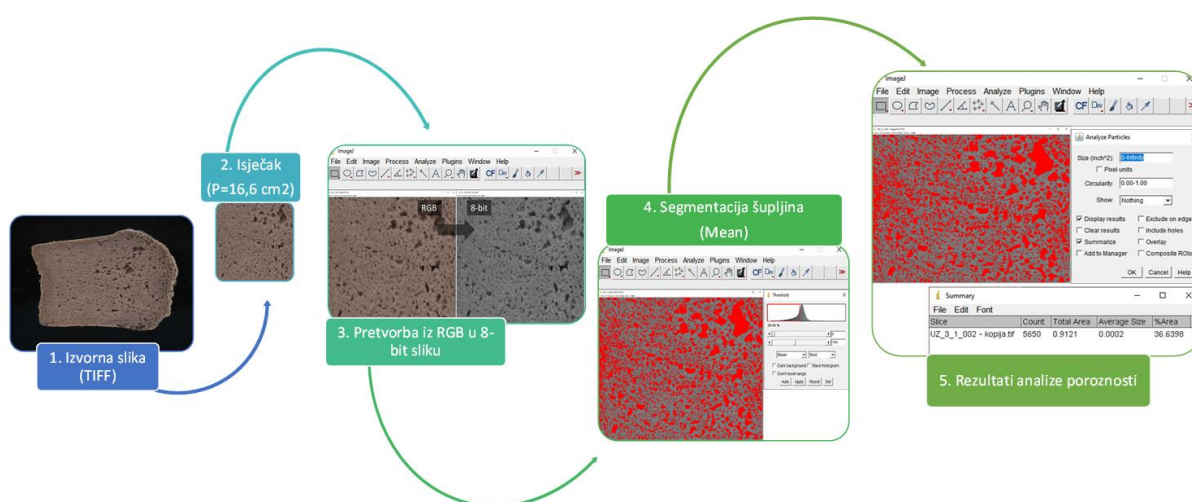 1. Izvorna slika
(TIFF)
2. Isječak
(P=16,6 cm2)
ImageJ
File Edit Image Process Analyze Plugins Window Help
RGB
8-bit
3. Pretvorba iz RGB u 8-
bit sliku
4. Segmentacija šupljina
(Mean)
ImageJ
File Edit Image Process Analyze Plugins Window Help
Threshold
Mean
Red
Dark background
Stack histogram
Don't reset range
Auto Apply Reset Set
ImageJ
File Edit Image Process Analyze Plugins Window Help
Analyze Particles
Size (inch^2): 0-Infinity
Pixel units
Circularity: 0.00-1.00
Show: Nothing
Display results Exclude on edge
Clear results Include holes
Summarize Overlay
Add to Manager Composite ROIs
OK Cancel Help
Summary
File Edit Font
Slice Count Total Area Average Size %Area
UZ_3_1_002 – kopija.tif 5650 0.9121 0.0002 36.6398
5. Rezultati analize poroznosti